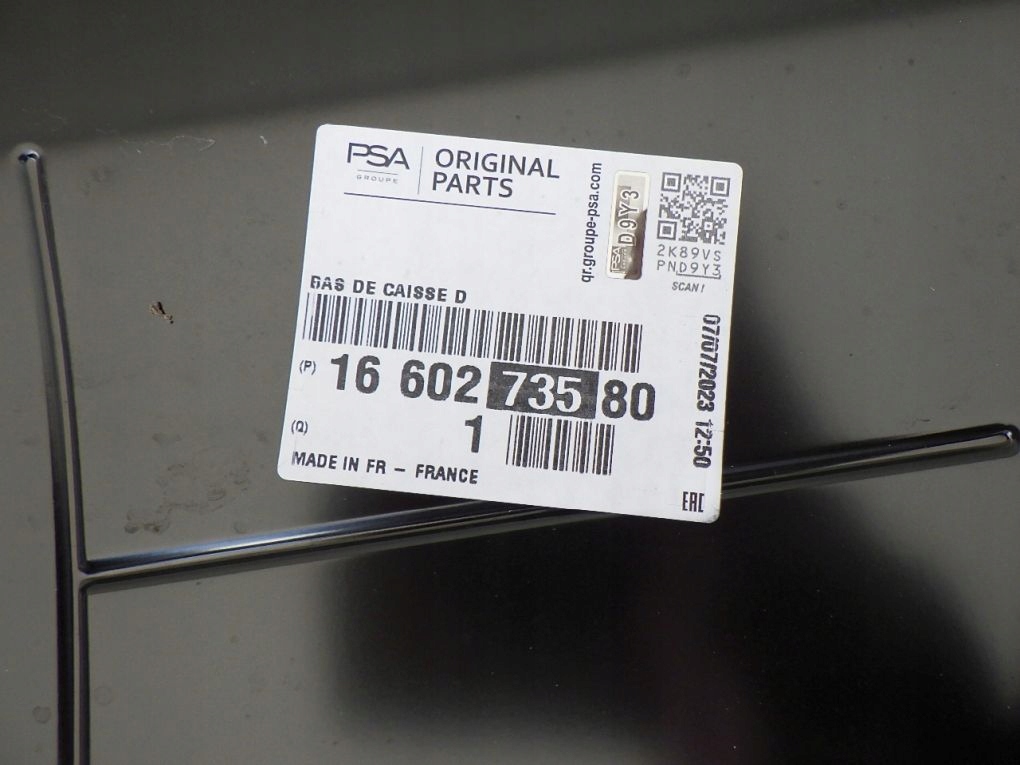 PSA
GROUPE
ORIGINAL
PARTS
qr.groupe-psa.com
PSA
D9Y3
2K89VS
PND9Y3
SCAN!
BAS DE CAISSE D
(P) 16 602 735 80
(Q) 1
MADE IN FR - FRANCE
07/07/2023 12:50
EAC